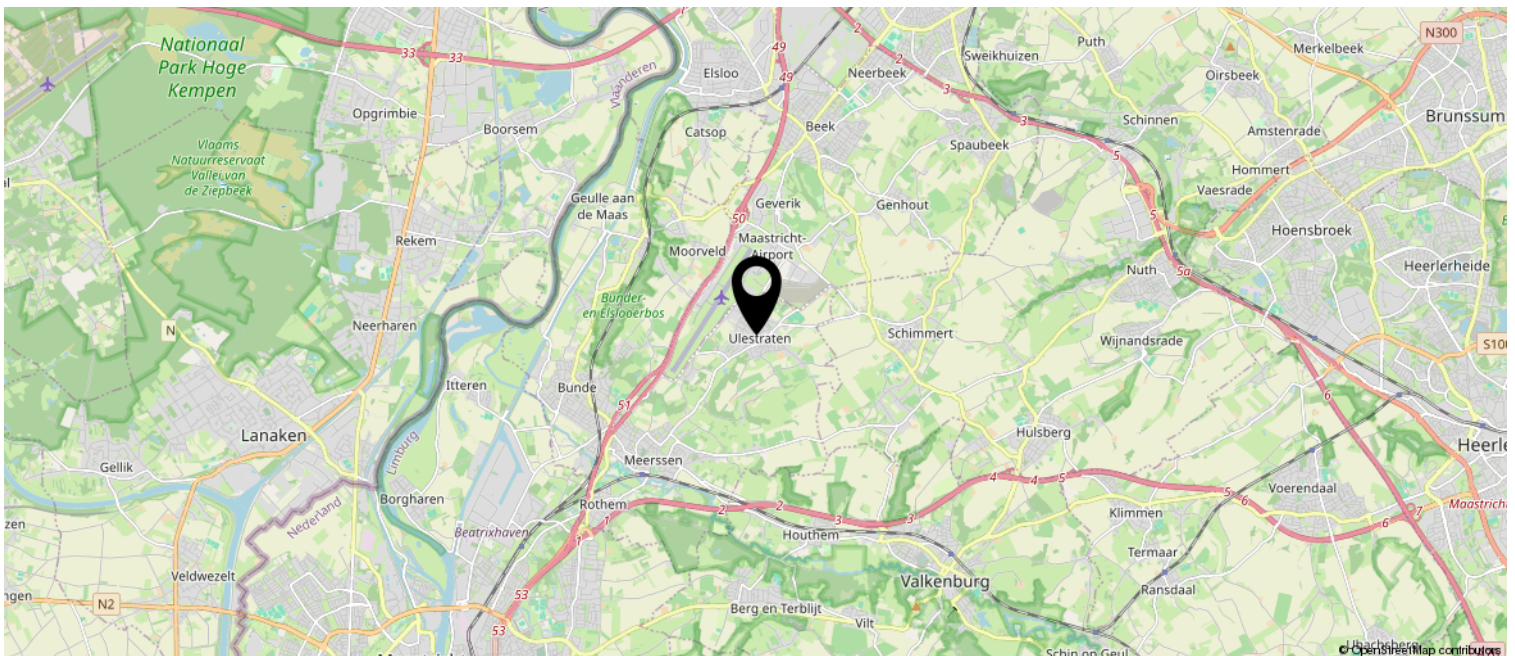 Nationaal
Park Hoge
Kempen
33
33
49
49
2
2
3
3
Sweikhuizen
Puth
Oirsbeek
Merkelbeek
N300
Elsloo
Neerbeek
Vlaanderen
Opgrimbie
Boorsem
Catsop
Beek
Spaubeek
Schinnen
Amstenrade
Brunssum
Vlaams
Natuurreservaat
Vallei van
de Ziepbeek
Geulle aan
de Maas
Geverik
Genhout
50
5
5
Hommert
Vaesrade
Hoensbroek
Rekem
Moorveld
Maastricht-
Airport
Nuth
5a
Heerlerheide
Bunder-
en Elslooerbos
N
Neerharen
Ulestraten
Schimmert
Wijnandsrade
Itteren
Bunde
51
6
Lanaken
Limburg
Hulsberg
Gellik
Meerssen
4
4
5
5
6
Voerendaal
Borgharen
Nederland
Rothem
1
1
2
2
3
3
Klimmen
6
7
Beatrixhaven
Houthem
Termaar
Veldwezelt
Valkenburg
Ransdaal
N2
53
53
Berg en Terblijt
Vilt
Schin op Geul
Ubachsberg
© OpenStreetMap contributors